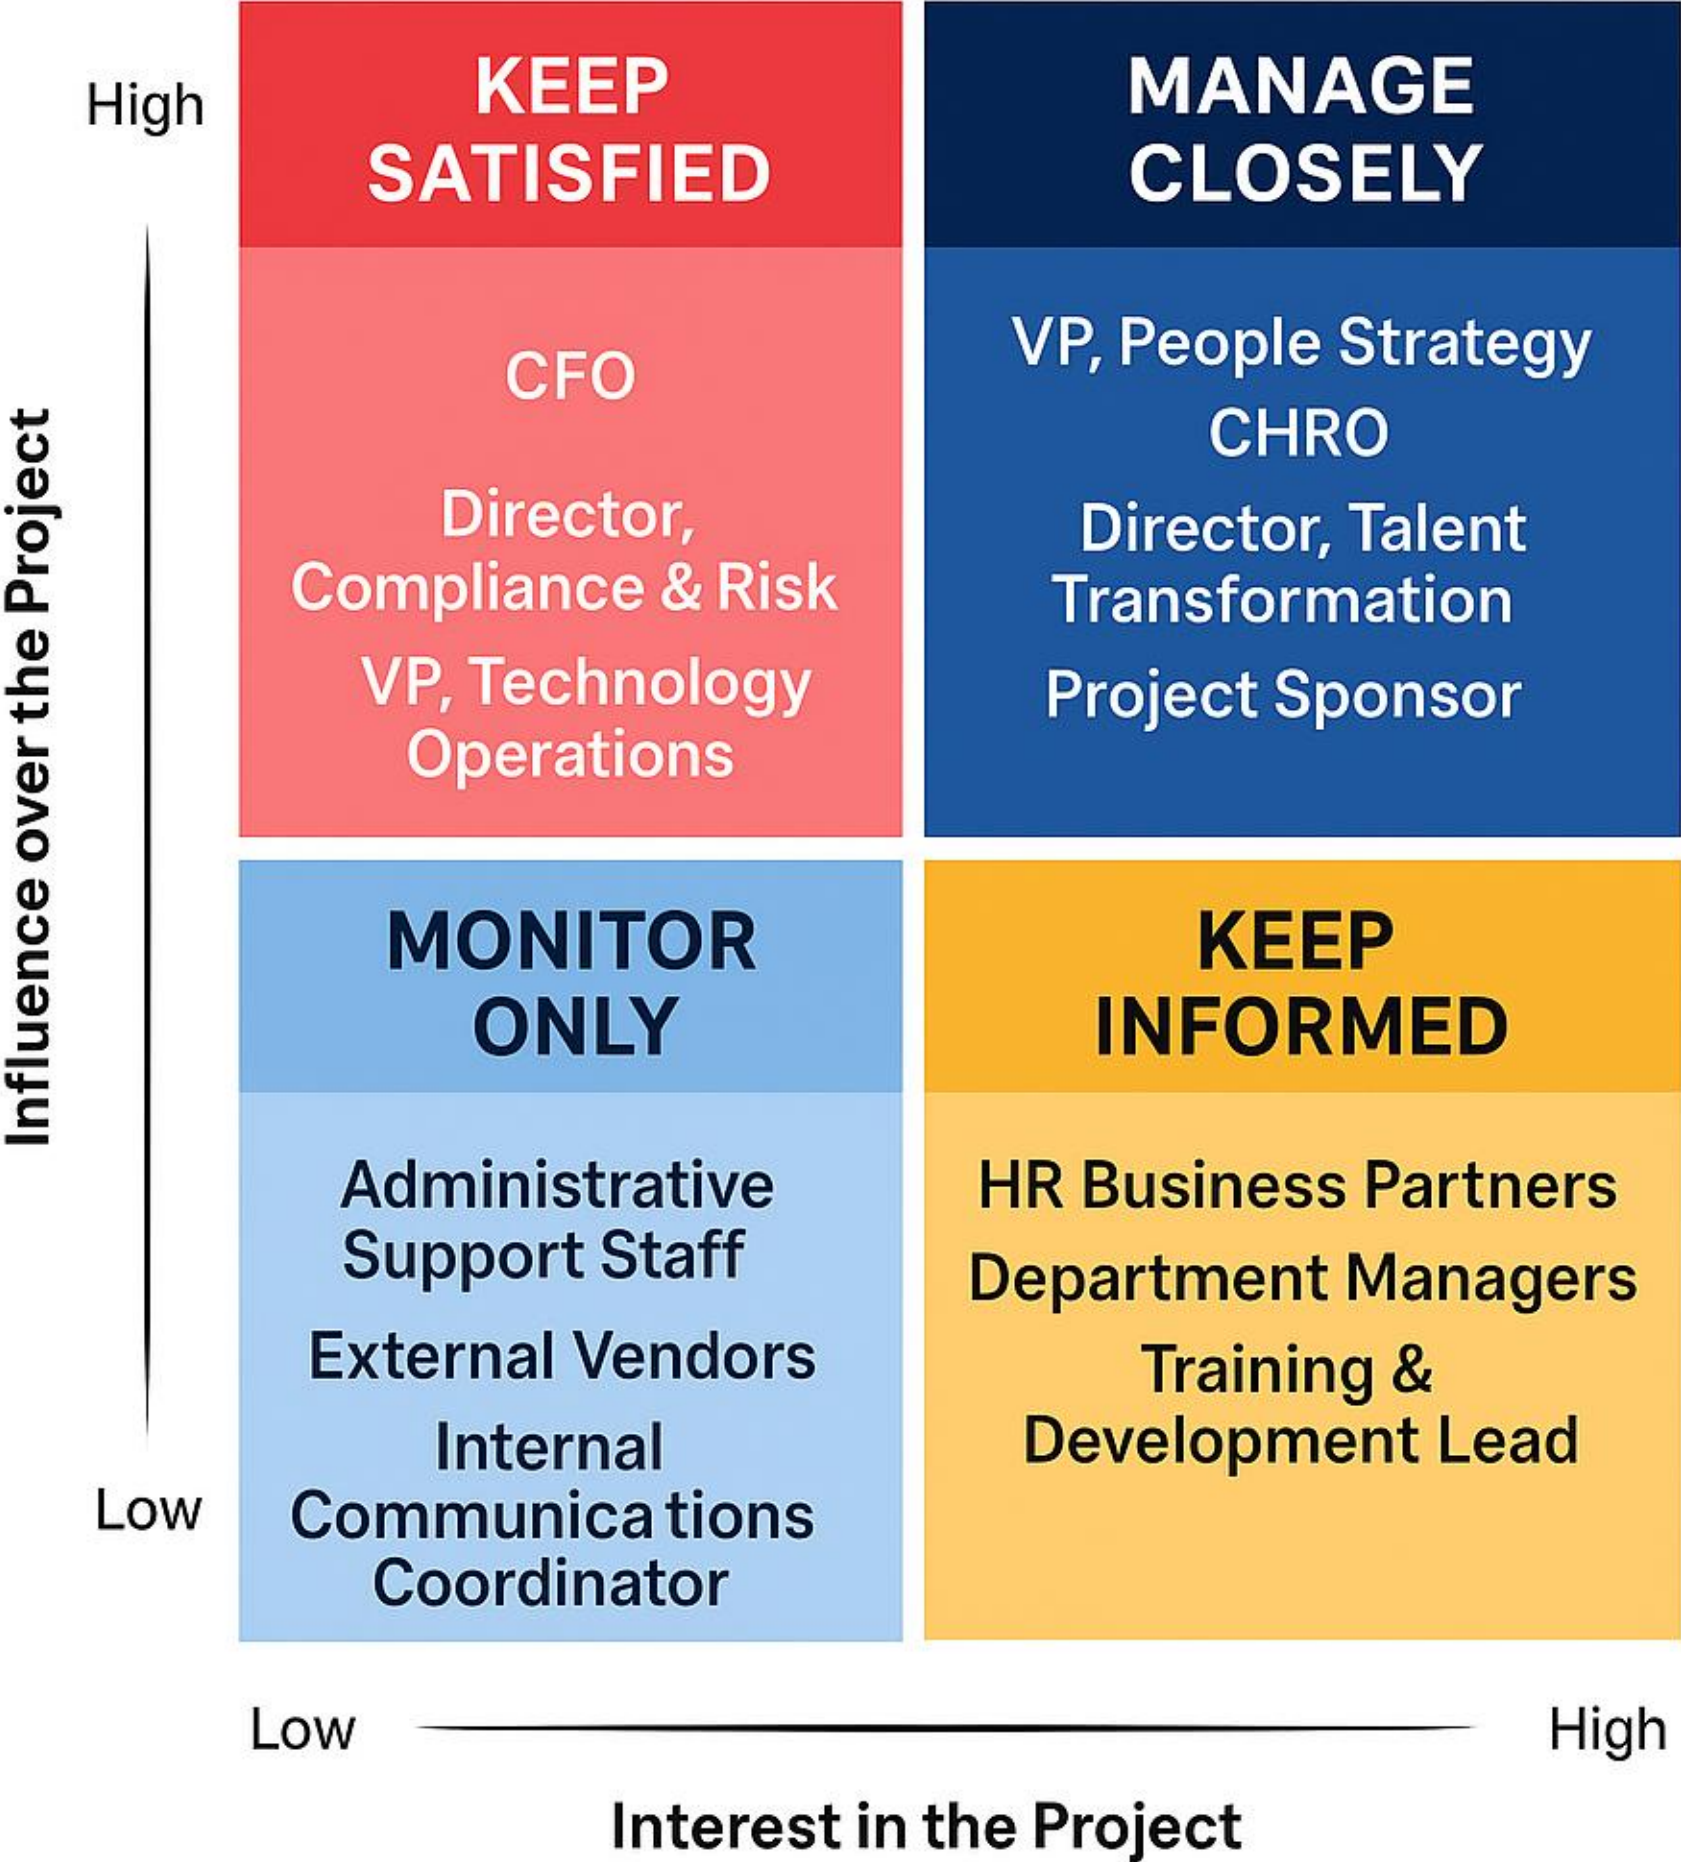 High
KEEP
SATISFIED
CFO
Director,
Compliance & Risk
VP, Technology
Operations
MANAGE
CLOSELY
VP, People Strategy
CHRO
Director, Talent
Transformation
Project Sponsor
Influence over the Project
MONITOR
ONLY
Administrative
Support Staff
External Vendors
Internal
Communications
Coordinator
KEEP
INFORMED
HR Business Partners
Department Managers
Training &
Development Lead
Low
Low
High
Interest in the Project